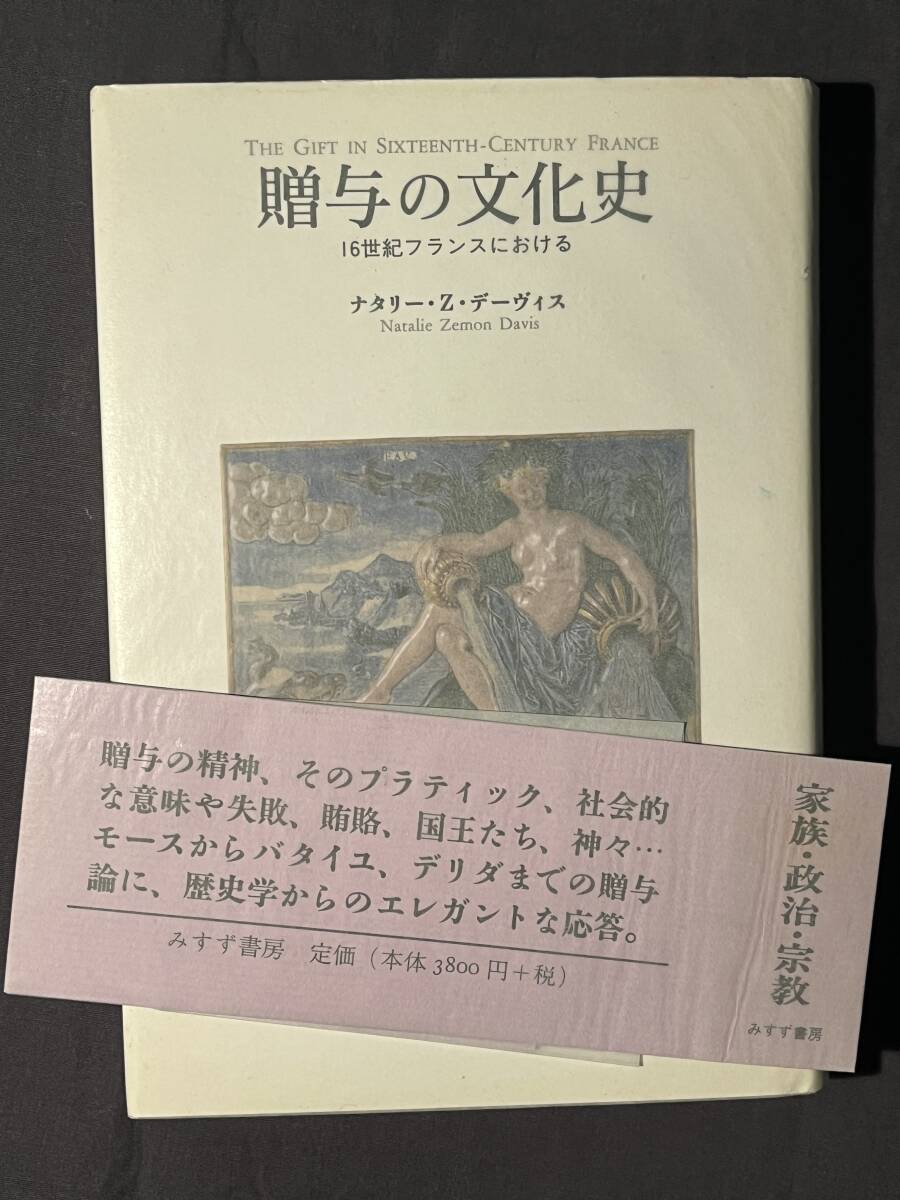 THE GIFT IN SIXTEENTH-CENTURY FRANCE
贈与の文化史
16世紀フランスにおける
ナタリー・Z・デーヴィス
Natalie Zemon Davis
贈与の精神、そのプラティック、社会的
な意味や失敗、賄賂、国王たち、神々…
モースからバタイユ、デリダまでの贈与
論に、歴史学からのエレガントな応答。
みすず書房 定価（本体3800円＋税）
家族・政治・宗教
みすず書房